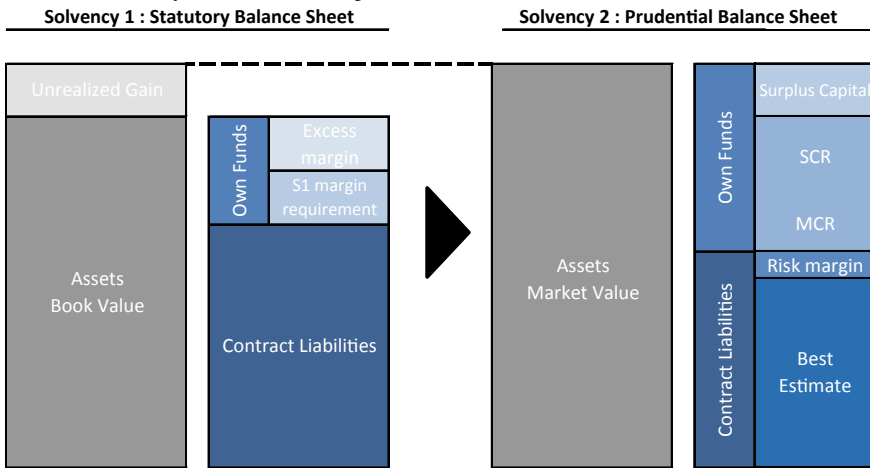 Solvency 1 : Statutory Balance Sheet
Solvency 2 : Prudential Balance Sheet
Unrealized Gain
Assets
Book Value
Own Funds
Excess
margin
S1 margin
requirement
Contract Liabilities
Assets
Market Value
Own Funds
Surplus Capital
SCR
MCR
Contract Liabilities
Risk margin
Best
Estimate